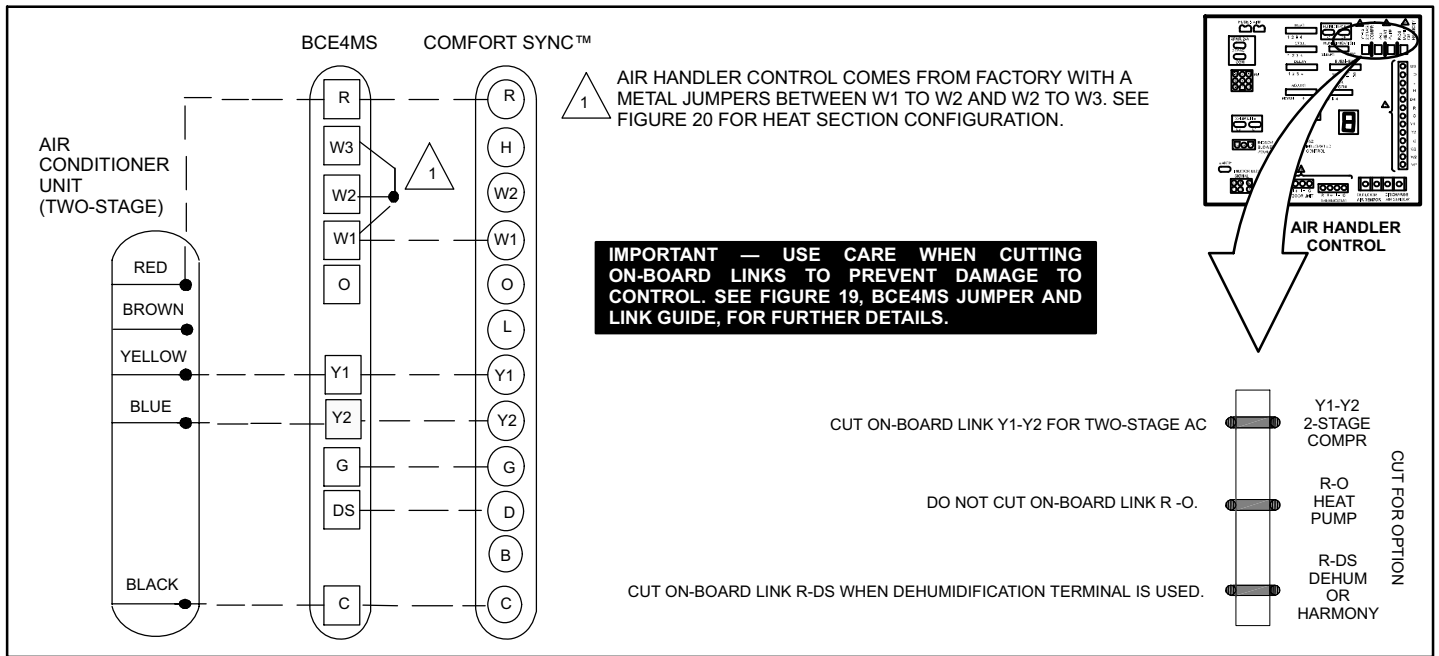 BCE4MS
COMFORT SYNC™
AIR
CONDITIONER
UNIT
(TWO-STAGE)
RED
BROWN
YELLOW
BLUE
BLACK
R
W3
W2
W1
O
Y1
Y2
G
DS
C
R
H
W2
W1
O
L
Y1
Y2
G
D
B
C
1
1
AIR HANDLER CONTROL COMES FROM FACTORY WITH A
METAL JUMPERS BETWEEN W1 TO W2 AND W2 TO W3. SEE
FIGURE 20 FOR HEAT SECTION CONFIGURATION.
IMPORTANT — USE CARE WHEN CUTTING
ON-BOARD LINKS TO PREVENT DAMAGE TO
CONTROL. SEE FIGURE 19, BCE4MS JUMPER AND
LINK GUIDE, FOR FURTHER DETAILS.
AIR HANDLER
CONTROL
CUT ON-BOARD LINK Y1-Y2 FOR TWO-STAGE AC
Y1-Y2
2-STAGE
COMPR
DO NOT CUT ON-BOARD LINK R -O.
R-O
HEAT
PUMP
CUT ON-BOARD LINK R-DS WHEN DEHUMIDIFICATION TERMINAL IS USED.
R-DS
DEHUM
OR
HARMONY
CUT FOR OPTION